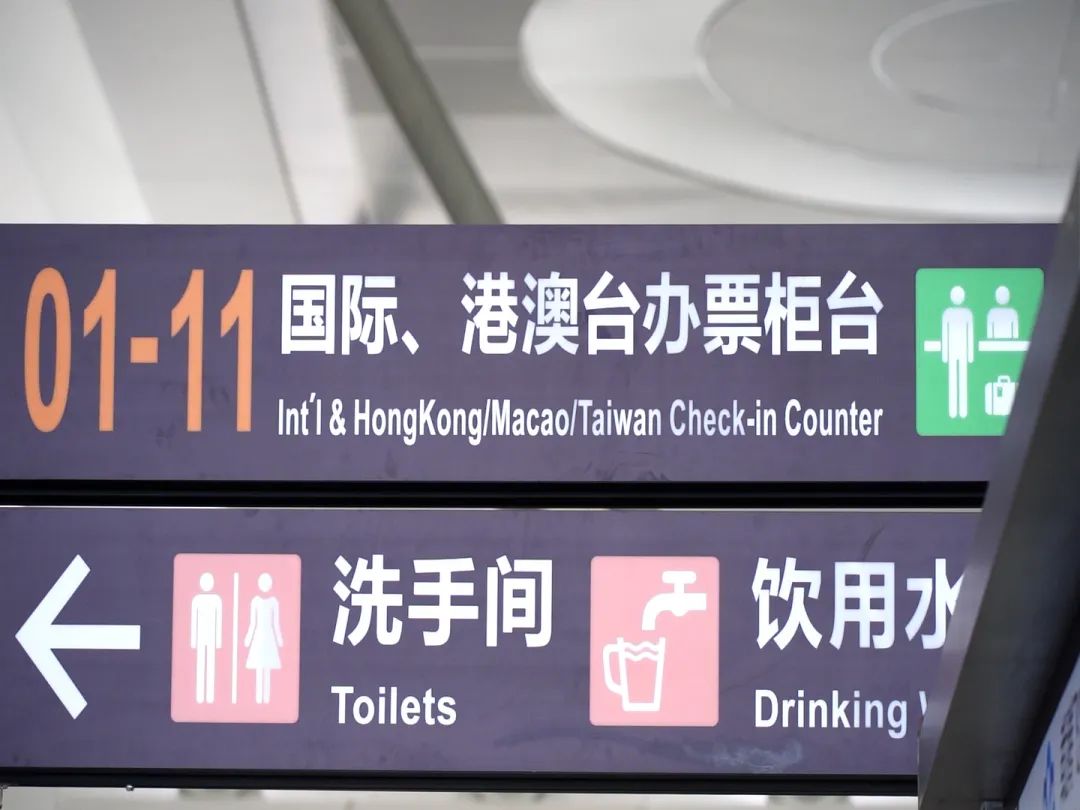 01-11 国际、港澳台办票柜台
Int'l & HongKong/Macao/Taiwan Check-in Counter
洗手间 饮用水
Toilets Drinking